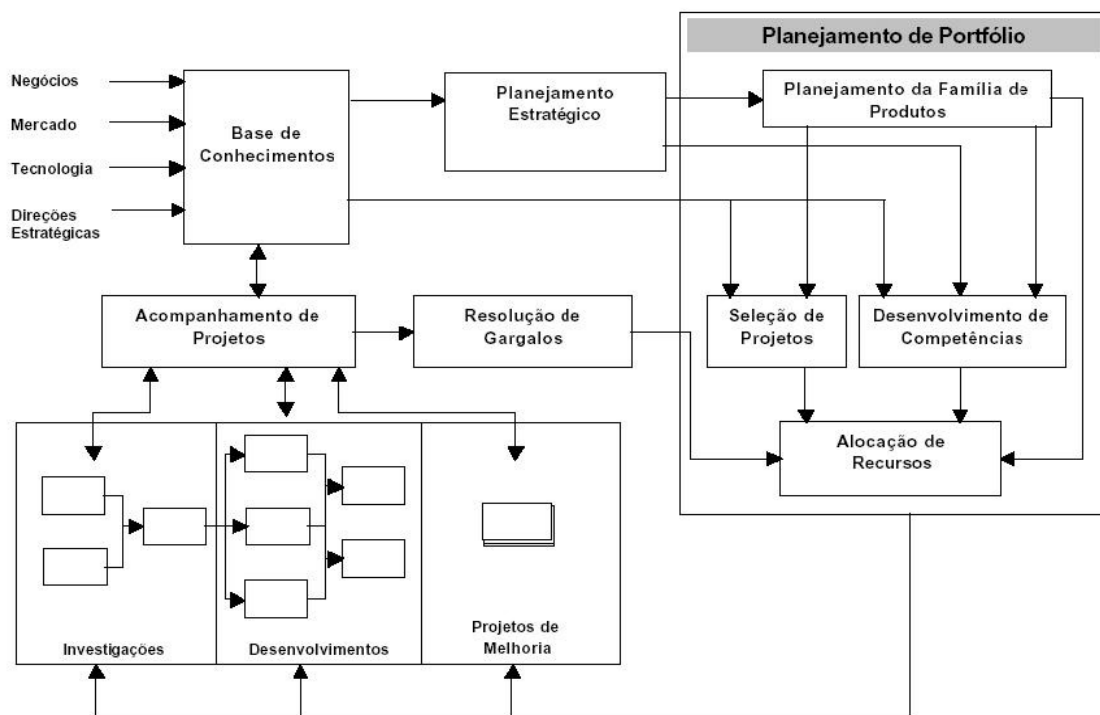 Planejamento de Portfólio
Negócios
Mercado
Tecnologia
Direções
Estratégicas
Base de
Conhecimentos
Planejamento
Estratégico
Planejamento da Família de
Produtos
Acompanhamento de
Projetos
Resolução de
Gargalos
Seleção de
Projetos
Desenvolvimento de
Competências
Alocação de
Recursos
Investigações
Desenvolvimentos
Projetos de
Melhoria